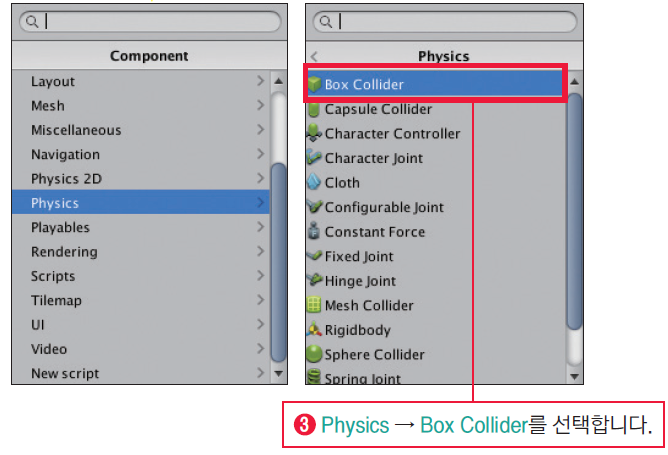 Component
Layout
Mesh
Miscellaneous
Navigation
Physics 2D
Physics
Playables
Rendering
Scripts
Tilemap
UI
Video
New script
Physics
Box Collider
Capsule Collider
Character Controller
Character Joint
Cloth
Configurable Joint
Constant Force
Fixed Joint
Hinge Joint
Mesh Collider
Rigidbody
Sphere Collider
Spring Joint
❸ Physics → Box Collider를 선택합니다.